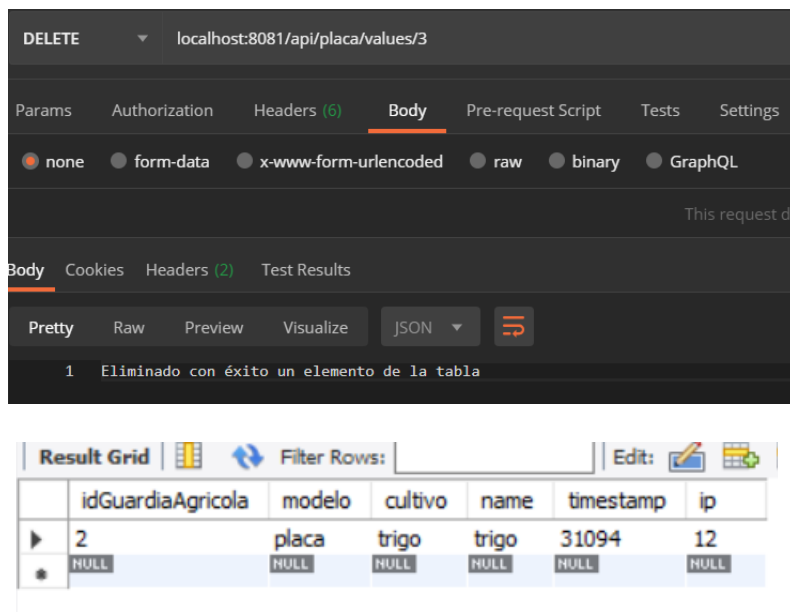 DELETE localhost:8081/api/placa/values/3
Params Authorization Headers (6) Body Pre-request Script Tests Settings
none form-data x-www-form-urlencoded raw binary GraphQL
This request d
Body Cookies Headers (2) Test Results
Pretty Raw Preview Visualize JSON
1 Eliminado con éxito un elemento de la tabla
Result Grid Filter Rows: Edit:
idGuardiaAgricola modelo cultivo name timestamp ip
2 placa trigo trigo 31094 12
NULL NULL NULL NULL NULL NULL